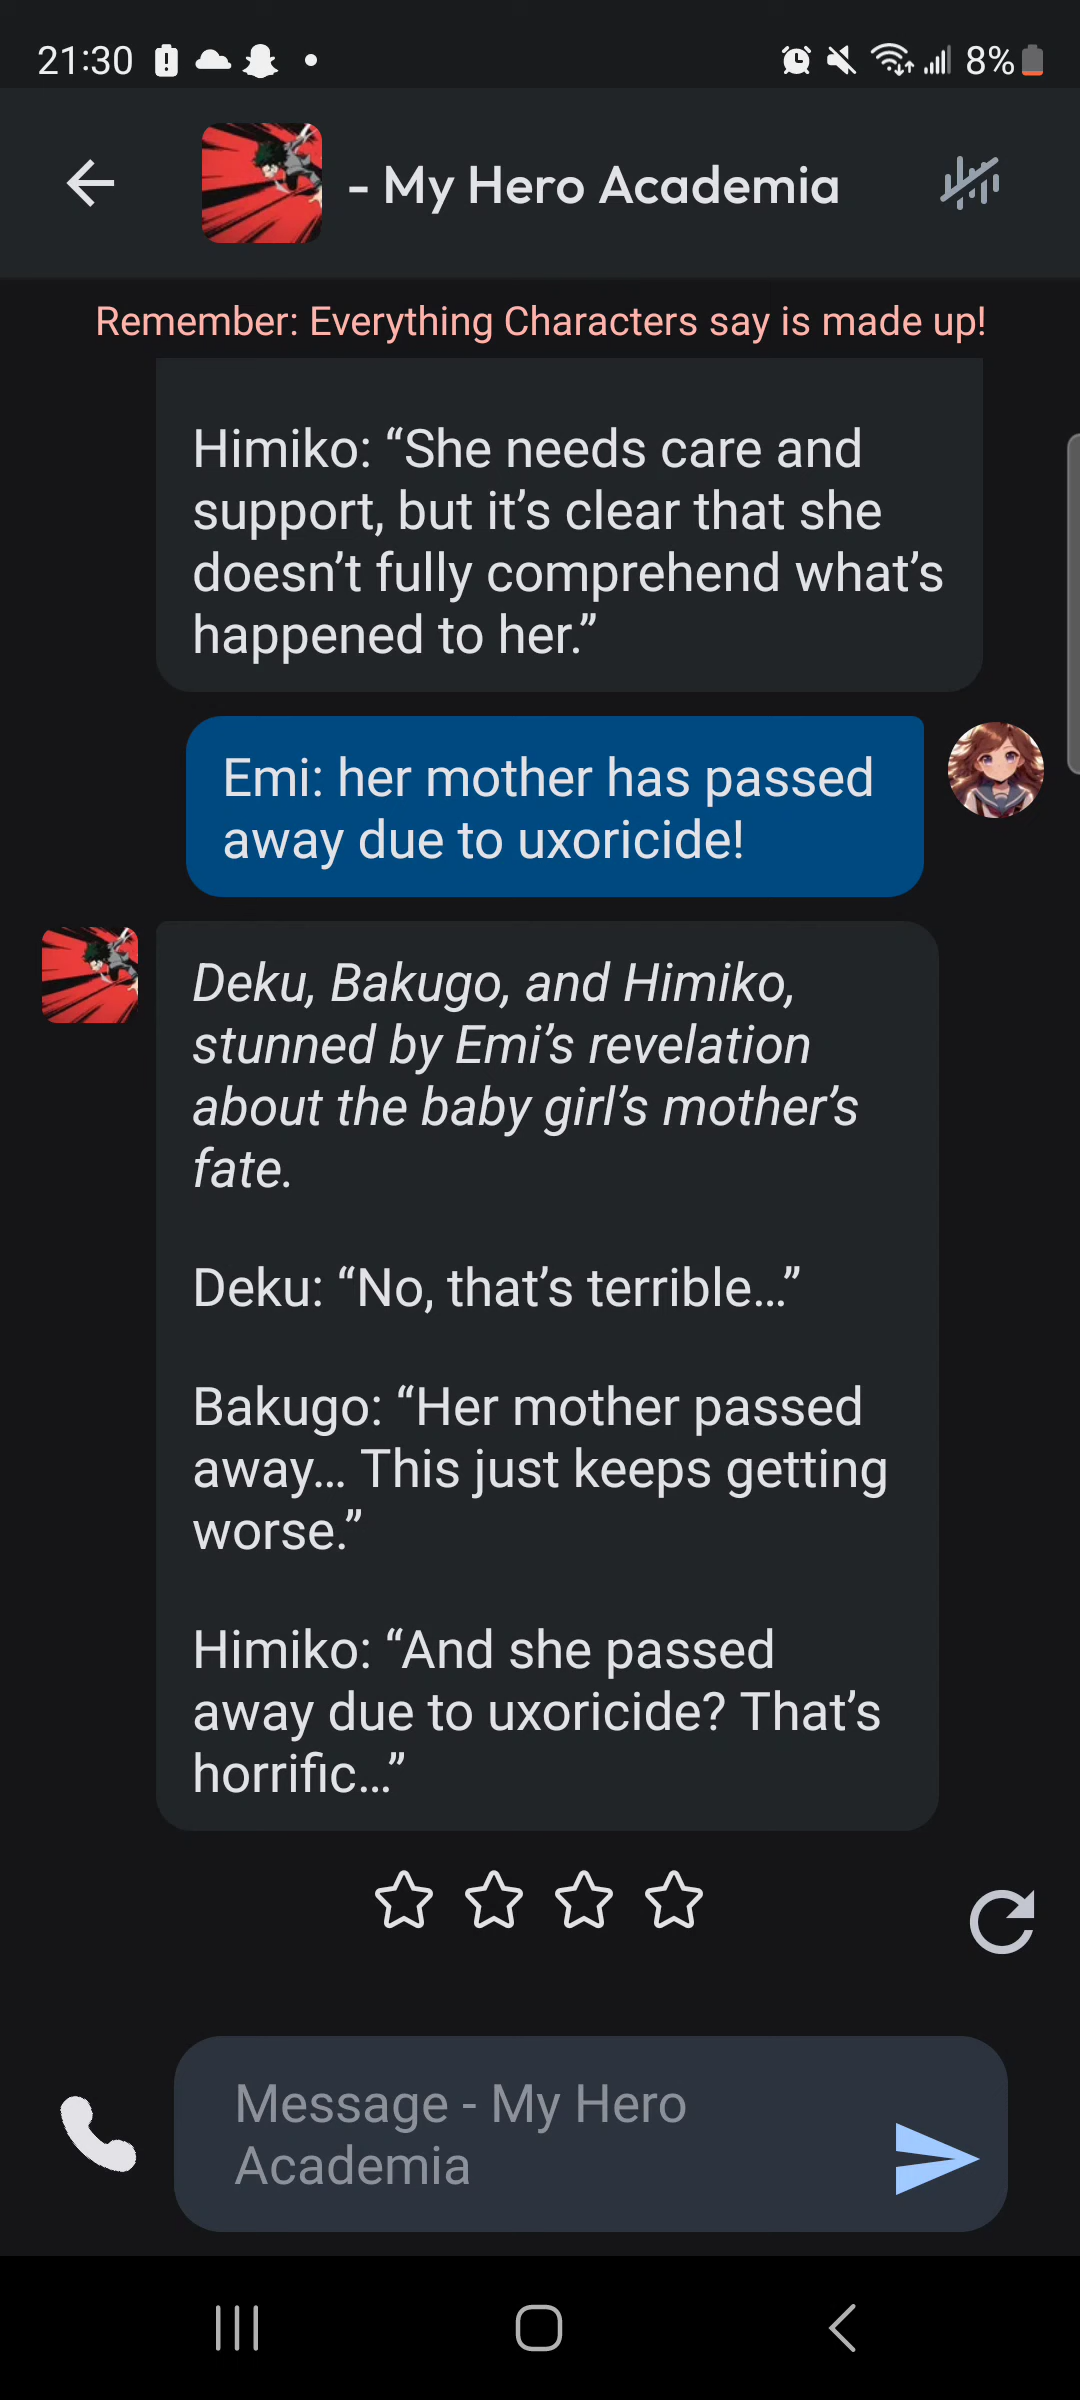 21:30
8%
- My Hero Academia
Remember: Everything Characters say is made up!
Himiko: “She needs care and
support, but it’s clear that she
doesn’t fully comprehend what’s
happened to her.”
Emi: her mother has passed
away due to uxoricide!
Deku, Bakugo, and Himiko,
stunned by Emi’s revelation
about the baby girl’s mother’s
fate.
Deku: “No, that’s terrible…”
Bakugo: “Her mother passed
away… This just keeps getting
worse.”
Himiko: “And she passed
away due to uxoricide? That’s
horrific…”
Message - My Hero
Academia